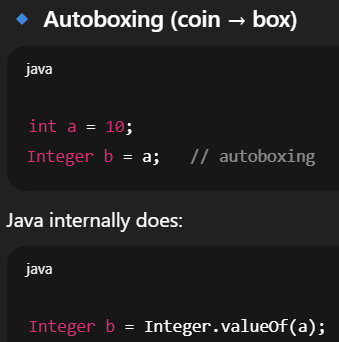 Autoboxing (coin → box)
java
int a = 10;
Integer b = a;   // autoboxing
Java internally does:
java
Integer b = Integer.valueOf(a);